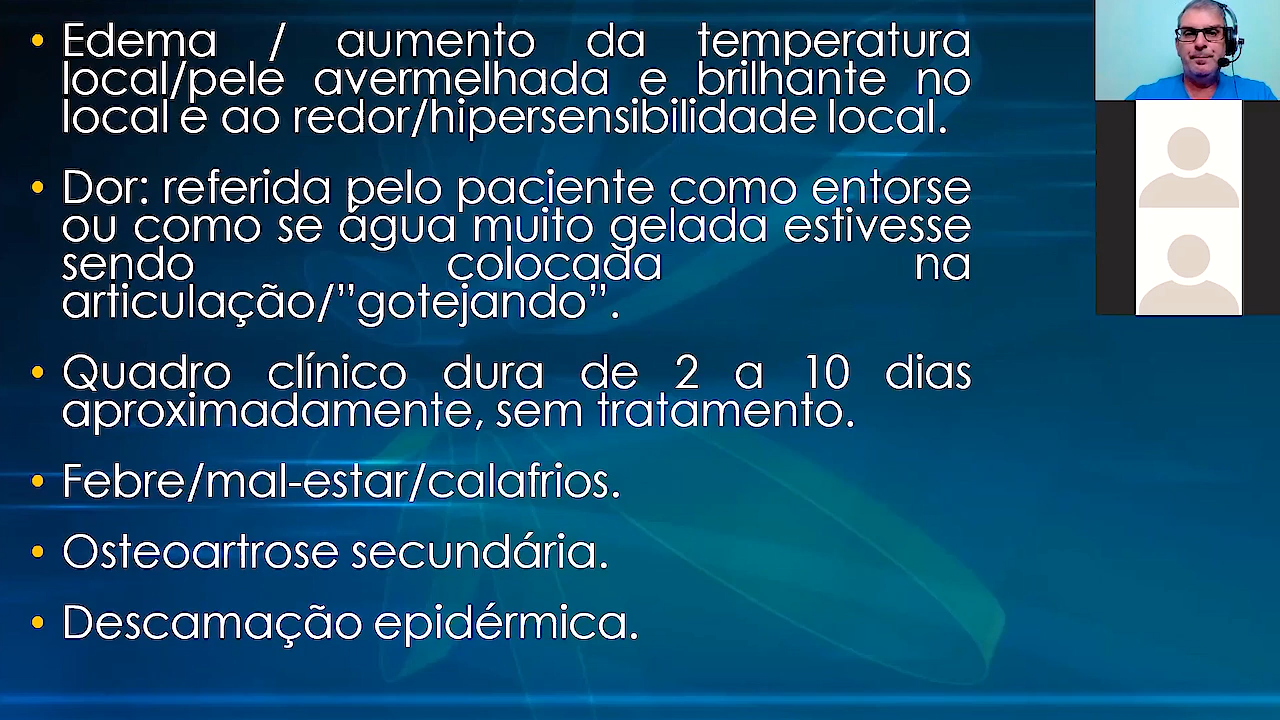 • Edema / aumento da temperatura
local/pele avermelhada e brilhante no
local e ao redor/hipersensibilidade local.
• Dor: referida pelo paciente como entorse
ou como se água muito gelada estivesse
sendo colocada na
articulação/”gotejando”.
• Quadro clínico dura de 2 a 10 dias
aproximadamente, sem tratamento.
• Febre/mal-estar/calafrios.
• Osteoartrose secundária.
• Descamação epidérmica.